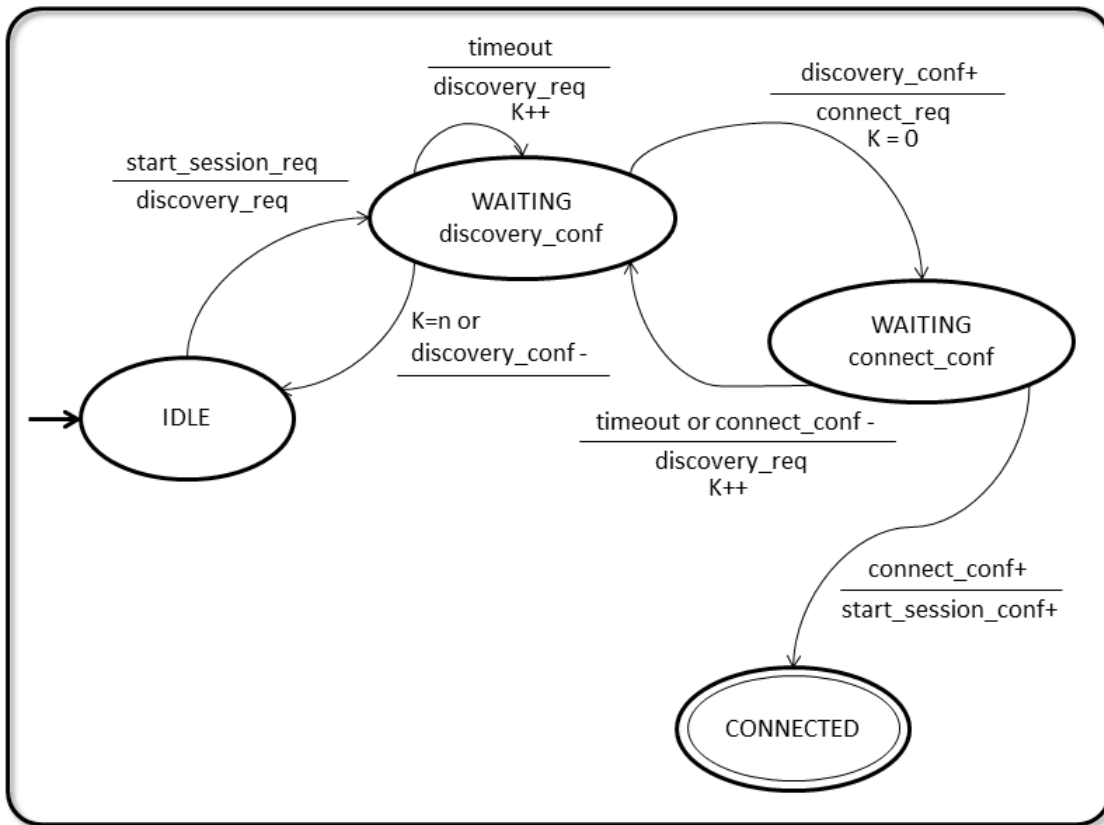 timeout
discovery_req
K++
discovery_conf+
connect_req
K = 0
start_session_req
discovery_req
WAITING
discovery_conf
K=n or
discovery_conf -
WAITING
connect_conf
IDLE
timeout or connect_conf -
discovery_req
K++
connect_conf+
start_session_conf+
CONNECTED